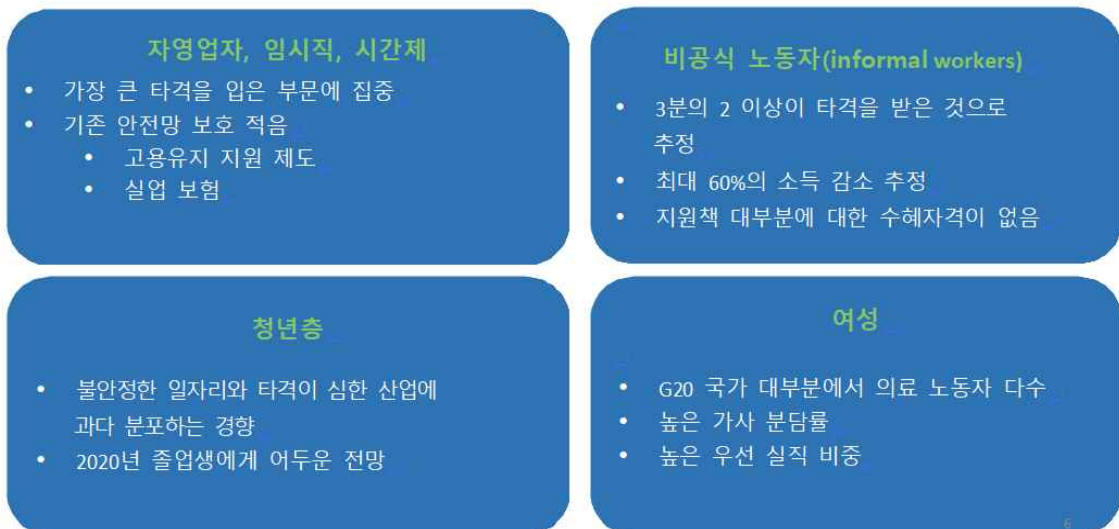 자영업자, 임시직, 시간제
• 가장 큰 타격을 입은 부문에 집중
• 기존 안전망 보호 적음
• 고용유지 지원 제도
• 실업 보험
비공식 노동자(informal workers)
• 3분의 2 이상이 타격을 받은 것으로
추정
• 최대 60%의 소득 감소 추정
• 지원책 대부분에 대한 수혜자격이 없음
청년층
• 불안정한 일자리와 타격이 심한 산업에
과다 분포하는 경향
• 2020년 졸업생에게 어두운 전망
여성
• G20 국가 대부분에서 의료 노동자 다수
• 높은 가사 분담률
• 높은 우선 실직 비중
6